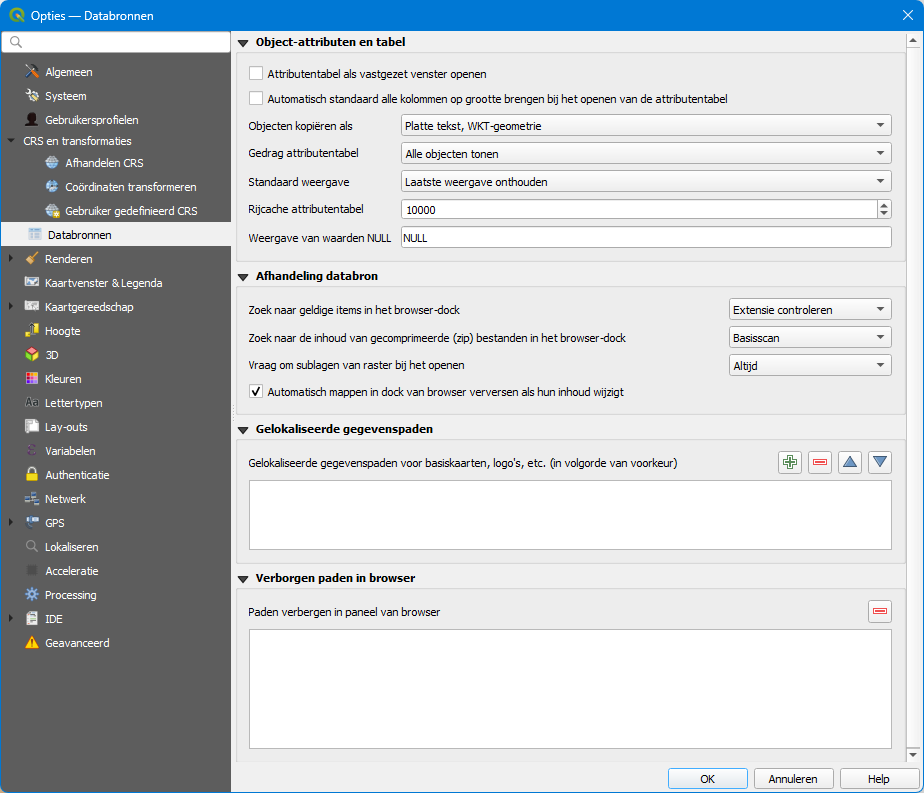 Opties — Databronnen
Algemeen
Systeem
Gebruikersprofielen
CRS en transformaties
Afhandelen CRS
Coördinaten transformeren
Gebruiker gedefinieerd CRS
Databronnen
Renderen
Kaartvenster & Legenda
Kaartgereedschap
Hoogte
3D
Kleuren
Aa Lettertypen
Lay-outs
Variabelen
Authenticatie
Netwerk
GPS
Lokaliseren
Acceleratie
Processing
IDE
Geavanceerd
Object-attributen en tabel
Attributentabel als vastgezet venster openen
Automatisch standaard alle kolommen op grootte brengen bij het openen van de attributentabel
Objecten kopiëren als Platte tekst, WKT-geometrie
Gedrag attributentabel Alle objecten tonen
Standaard weergave Laatste weergave onthouden
Rijcache attributentabel 10000
Weergave van waarden NULL NULL
Afhandeling databron
Zoek naar geldige items in het browser-dock Extensie controleren
Zoek naar de inhoud van gecomprimeerde (zip) bestanden in het browser-dock Basisscan
Vraag om sublagen van raster bij het openen Altijd
Automatisch mappen in dock van browser verversen als hun inhoud wijzigt
Gelokaliseerde gegevenspaden
Gelokaliseerde gegevenspaden voor basiskaarten, logo's, etc. (in volgorde van voorkeur)
Verborgen paden in browser
Paden verbergen in paneel van browser
OK Annuleren Help